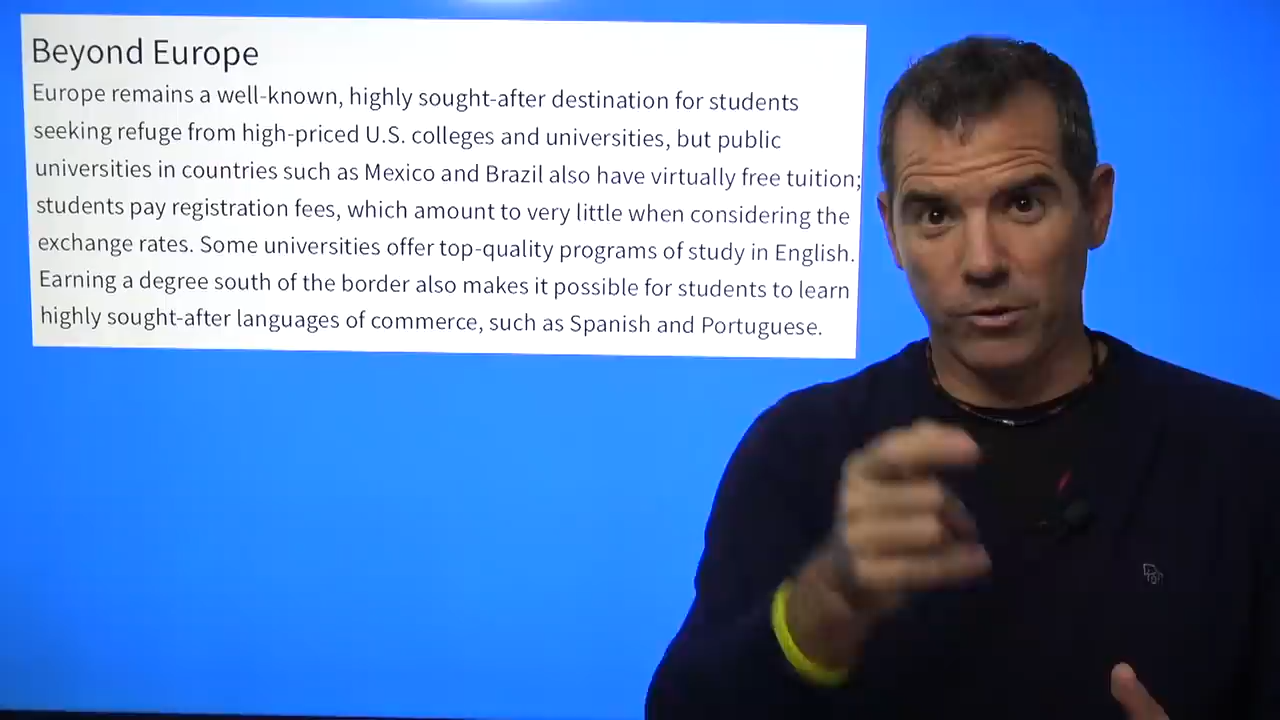 Beyond Europe
Europe remains a well-known, highly sought-after destination for students
seeking refuge from high-priced U.S. colleges and universities, but public
universities in countries such as Mexico and Brazil also have virtually free tuition;
students pay registration fees, which amount to very little when considering the
exchange rates. Some universities offer top-quality programs of study in English.
Earning a degree south of the border also makes it possible for students to learn
highly sought-after languages of commerce, such as Spanish and Portuguese.